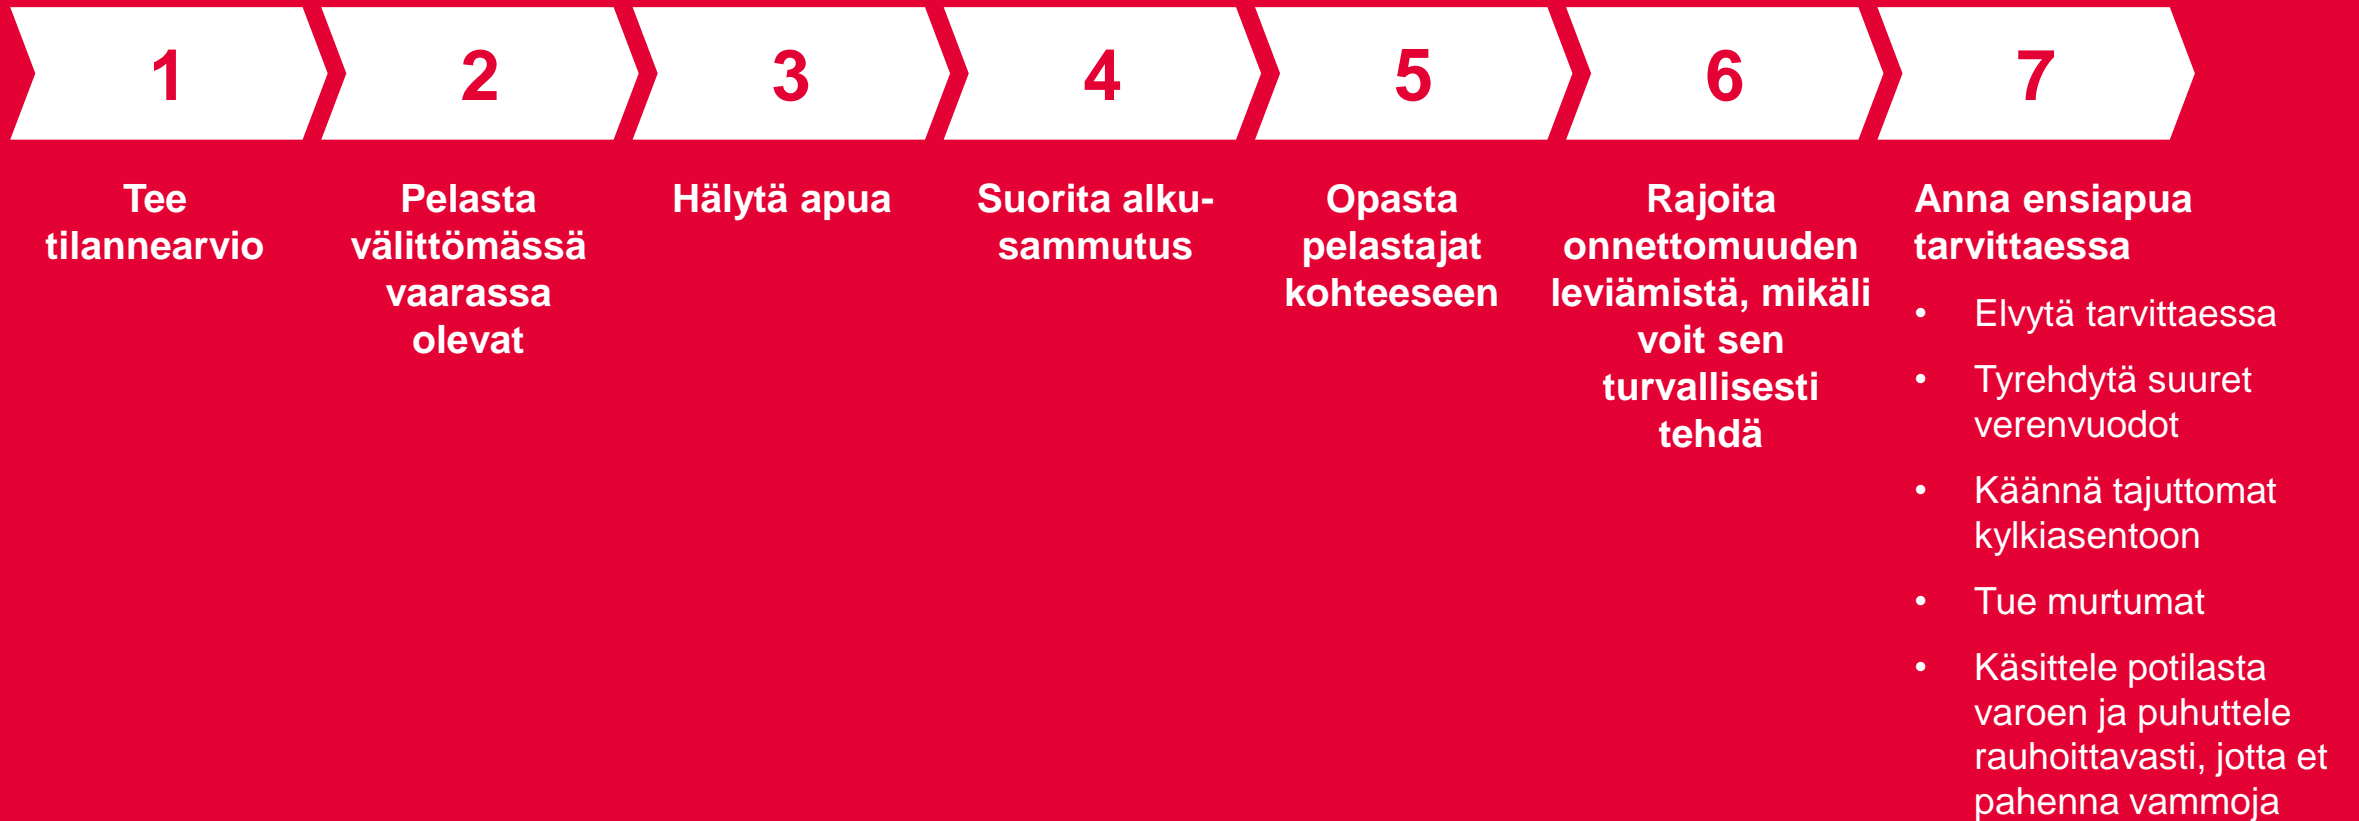 1
2
3
4
5
6
7
Tee
tilannearvio
Pelasta
välittömässä
vaarassa
olevat
Hälytä apua
Suorita alku-
sammutus
Opasta
pelastajat
kohteeseen
Rajoita
onnettomuuden
leviämistä, mikäli
voit sen
turvallisesti
tehdä
Anna ensiapua
tarvittaessa
• Elvytä tarvittaessa
• Tyrehdytä suuret
verenvuodot
• Käännä tajuttomat
kylkiasentoon
• Tue murtumat
• Käsittele potilasta
varoen ja puhuttele
rauhoittavasti, jotta et
pahenna vammoja